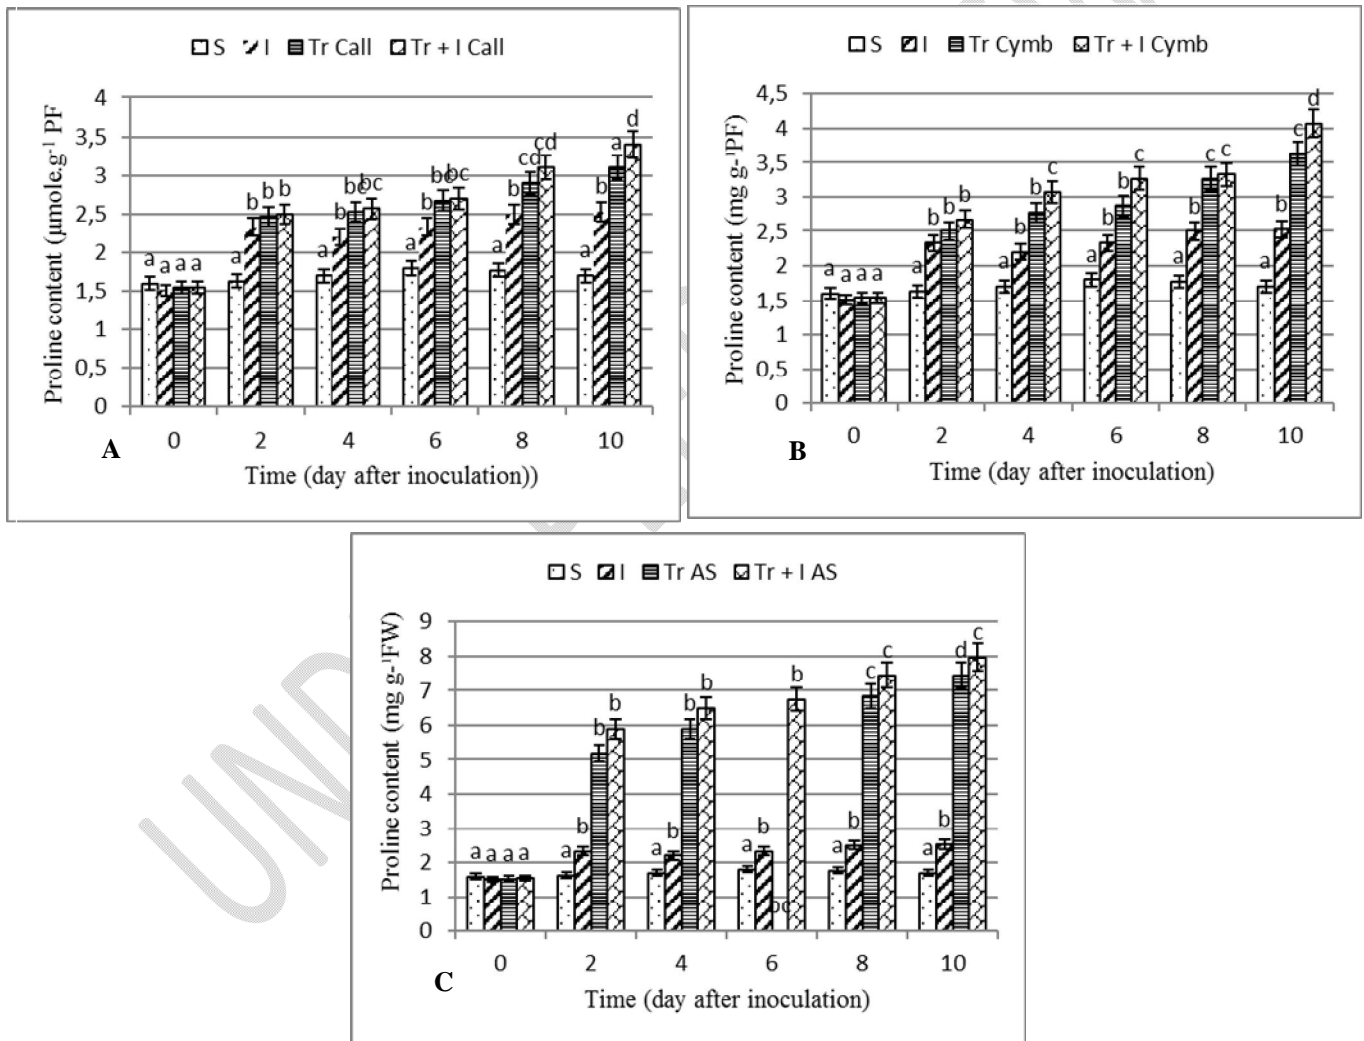 S I Tr Call Tr + I Call
Proline content (µmole.g-1 PF
4
3,5
3
2,5
2
1,5
1
0,5
0
a a a a a b b b a b bc bc a b bc bc a b cd cd a b a d
0 2 4 6 8 10
Time (day after inoculation))
A
S I Tr Cymb Tr + I Cymb
Proline content (mg g-1PF)
4,5
4
3,5
3
2,5
2
1,5
1
0,5
0
a a a a a b b b a b b c a b b c a b c c a b c d
0 2 4 6 8 10
Time (day after inoculation)
B
S I Tr AS Tr + I AS
Proline content (mg g-1FW)
9
8
7
6
5
4
3
2
1
0
a a a a a b b b a b b b a b bc b a b c c a b d c
0 2 4 6 8 10
Time (day after inoculation)
C
UND